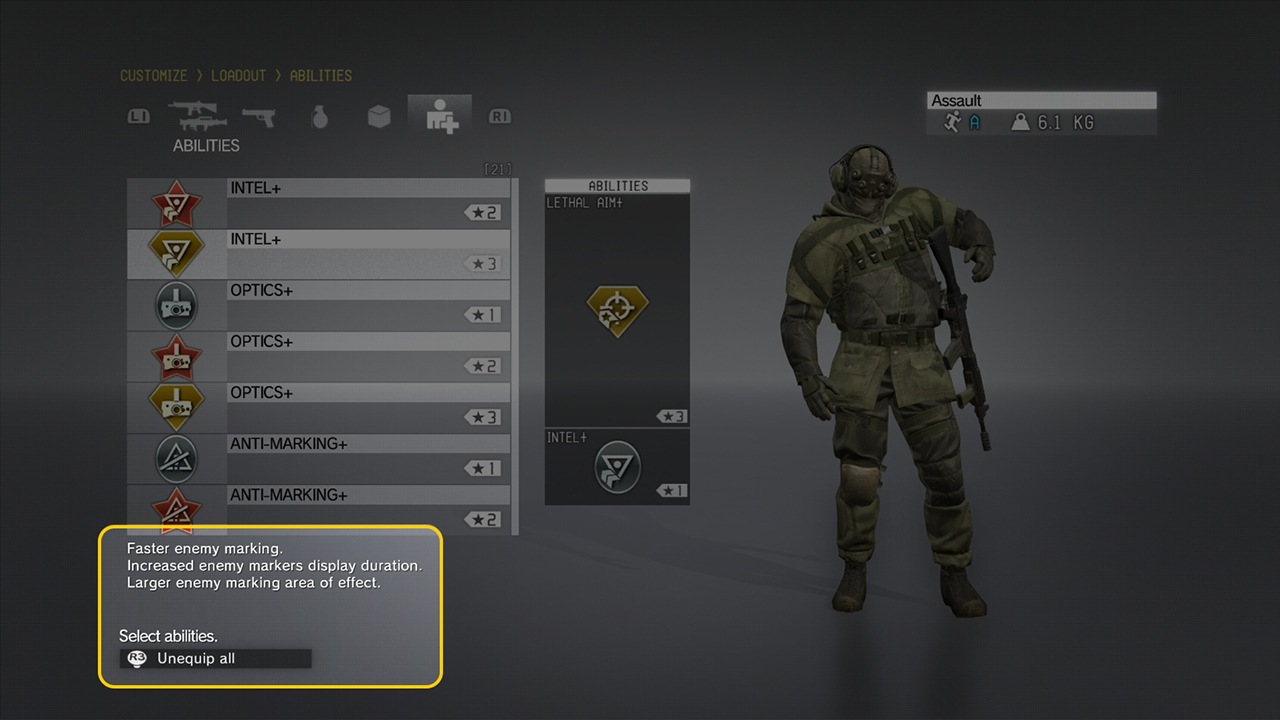 CUSTOMIZE > LOADOUT > ABILITIES
L1
R1
ABILITIES
[21]
INTEL+
★2
INTEL+
★3
OPTICS+
★1
OPTICS+
★2
OPTICS+
★3
ANTI-MARKING+
★1
ANTI-MARKING+
★2
ABILITIES
LETHAL AIM+
★3
INTEL+
★1
Assault
A 6.1 KG
Faster enemy marking.
Increased enemy markers display duration.
Larger enemy marking area of effect.
Select abilities.
R3 Unequip all